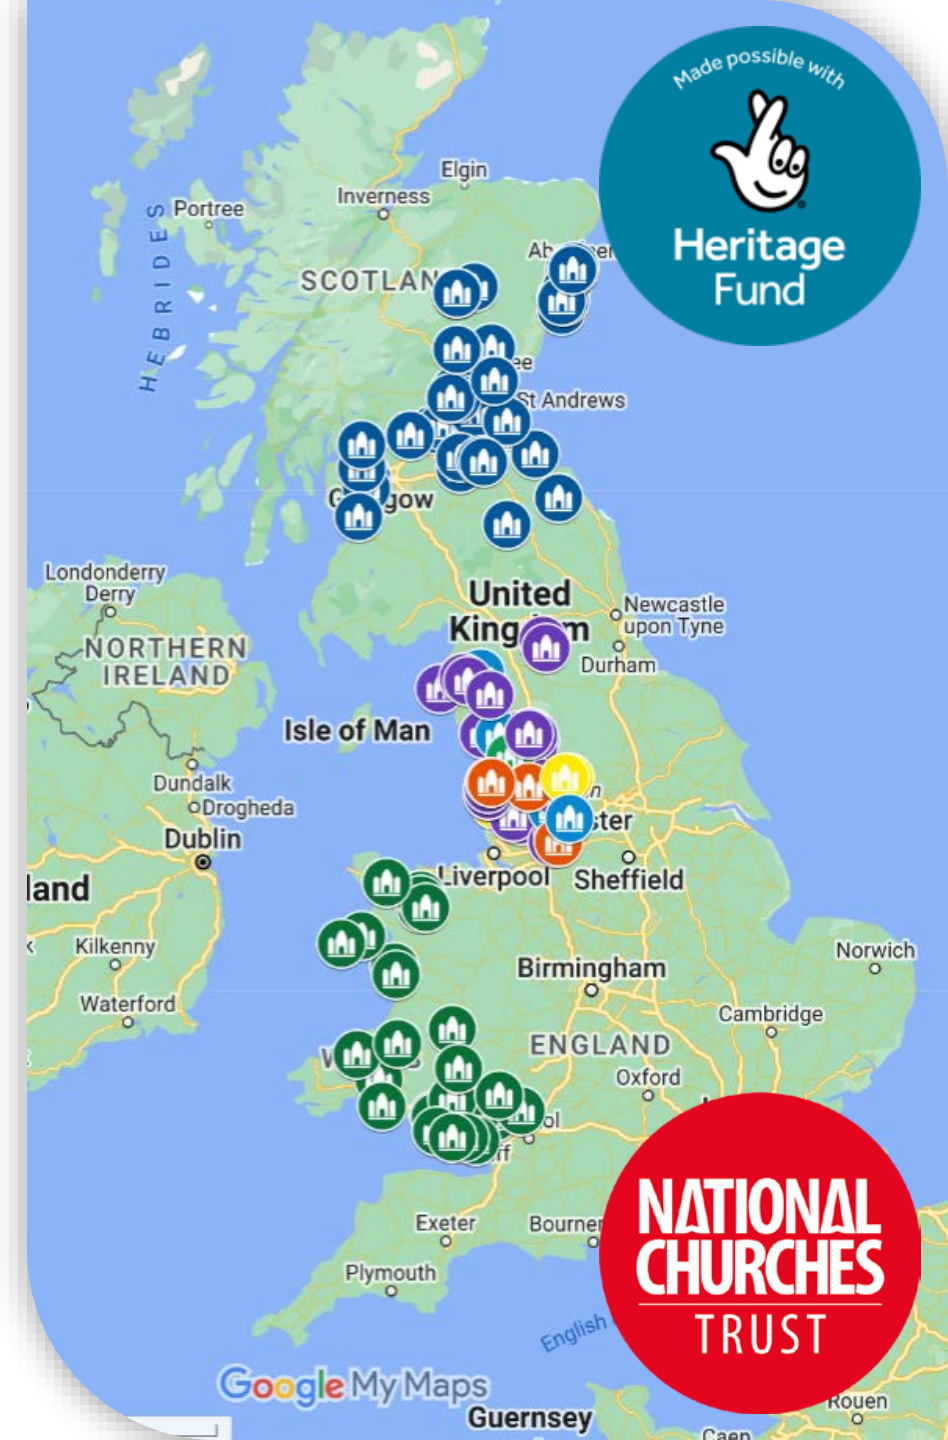 Made possible with
Heritage
Fund
Elgin
Inverness
Portree
HEBRIDES
SCOTLAN
St Andrews
Londonderry
Derry
United
Newcastle
upon Tyne
NORTHERN
IRELAND
Durham
Isle of Man
Dundalk
Drogheda
Dublin
Liverpool
Sheffield
land
Kilkenny
Norwich
Birmingham
Waterford
Cambridge
ENGLAND
Oxford
NATIONAL
CHURCHES
TRUST
Exeter
Bourne
Plymouth
English
Google My Maps
Rouen
Guernsey
Caen